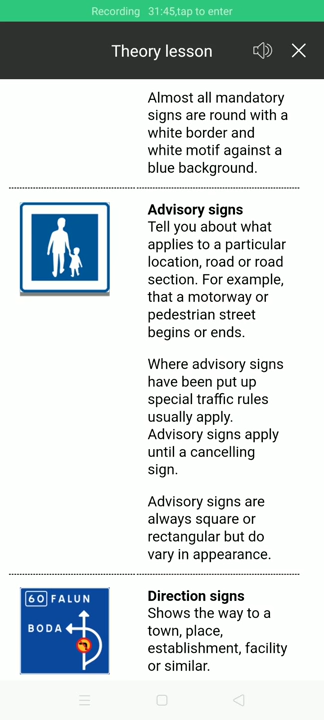 Recording 31:45,tap to enter
Theory lesson
Almost all mandatory
signs are round with a
white border and
white motif against a
blue background.
Advisory signs
Tell you about what
applies to a particular
location, road or road
section. For example,
that a motorway or
pedestrian street
begins or ends.
Where advisory signs
have been put up
special traffic rules
usually apply.
Advisory signs apply
until a cancelling
sign.
Advisory signs are
always square or
rectangular but do
vary in appearance.
60 FALUN
BODA
Direction signs
Shows the way to a
town, place,
establishment, facility
or similar.